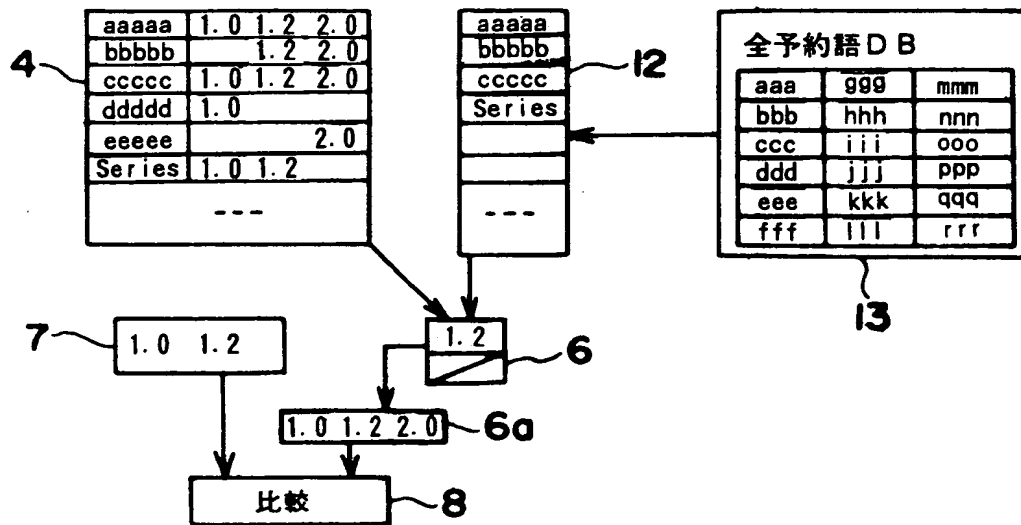 aaaaa 1.0 1.2 2.0
bbbbb 1.2 2.0
ccccc 1.0 1.2 2.0
ddddd 1.0
eeeee 2.0
Series 1.0 1.2
---
4
aaaaa
bbbbb
ccccc
Series
---
12
全予約語DB
aaa ggg mmm
bbb hhh nnn
ccc iii ooo
ddd jjj ppp
eee kkk qqq
fff lll rrr
13
7
1.0 1.2
1.2
6
1.0 1.2 2.0
6a
比較
8